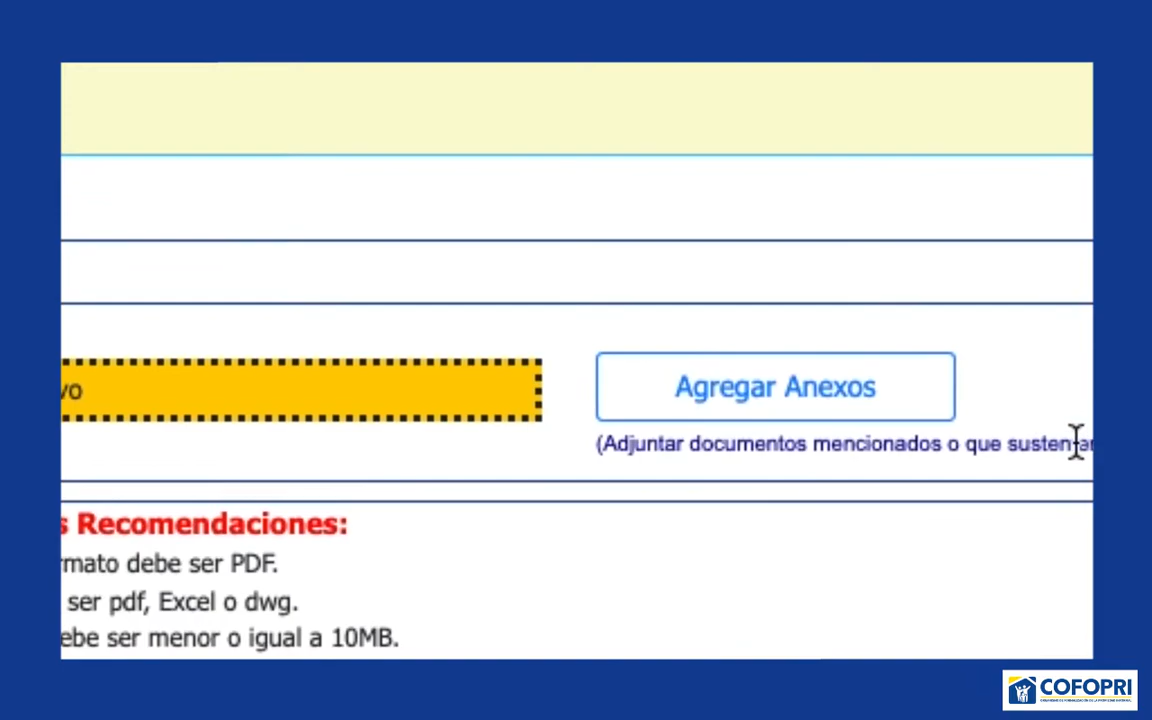 vo
Agregar Anexos
(Adjuntar documentos mencionados o que
s Recomendaciones:
rmato debe ser PDF.
ser pdf, Excel o dwg.
ebe ser menor o igual a 10MB.
COFOPRI